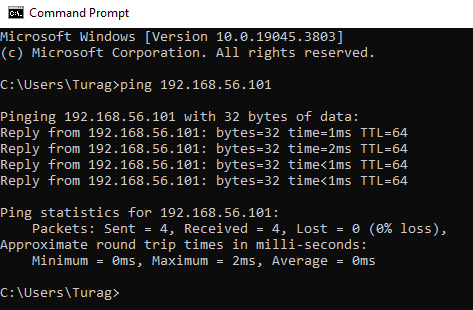 Command Prompt
Microsoft Windows [Version 10.0.19045.3803]
(c) Microsoft Corporation. All rights reserved.
C:\Users\Turag>ping 192.168.56.101
Pinging 192.168.56.101 with 32 bytes of data:
Reply from 192.168.56.101: bytes=32 time=1ms TTL=64
Reply from 192.168.56.101: bytes=32 time=2ms TTL=64
Reply from 192.168.56.101: bytes=32 time<1ms TTL=64
Reply from 192.168.56.101: bytes=32 time<1ms TTL=64
Ping statistics for 192.168.56.101:
    Packets: Sent = 4, Received = 4, Lost = 0 (0% loss),
Approximate round trip times in milli-seconds:
    Minimum = 0ms, Maximum = 2ms, Average = 0ms
C:\Users\Turag>